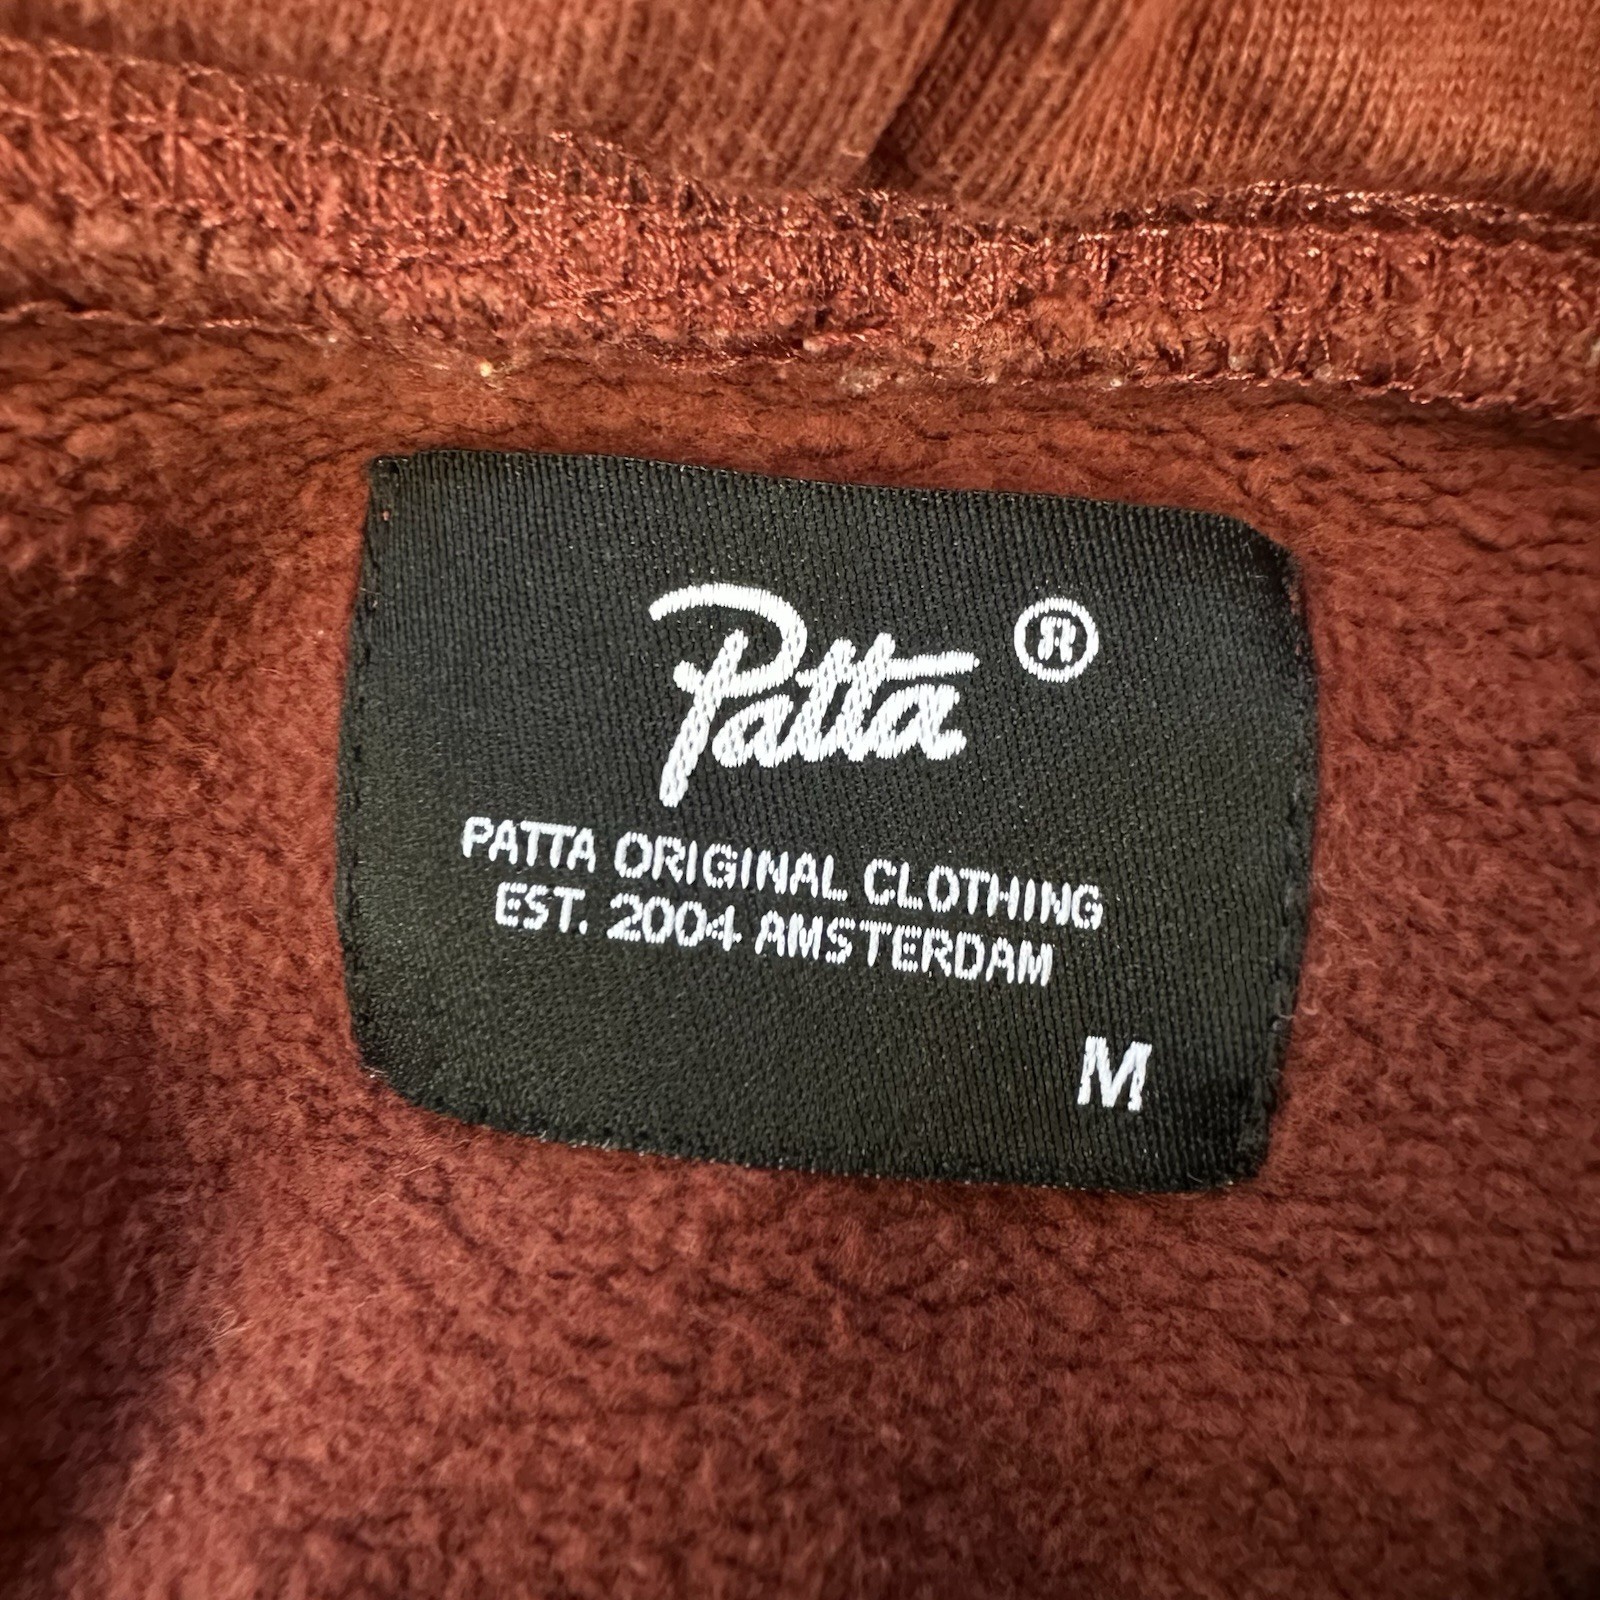 Patta ®
PATTA ORIGINAL CLOTHING
EST. 2004 AMSTERDAM
M